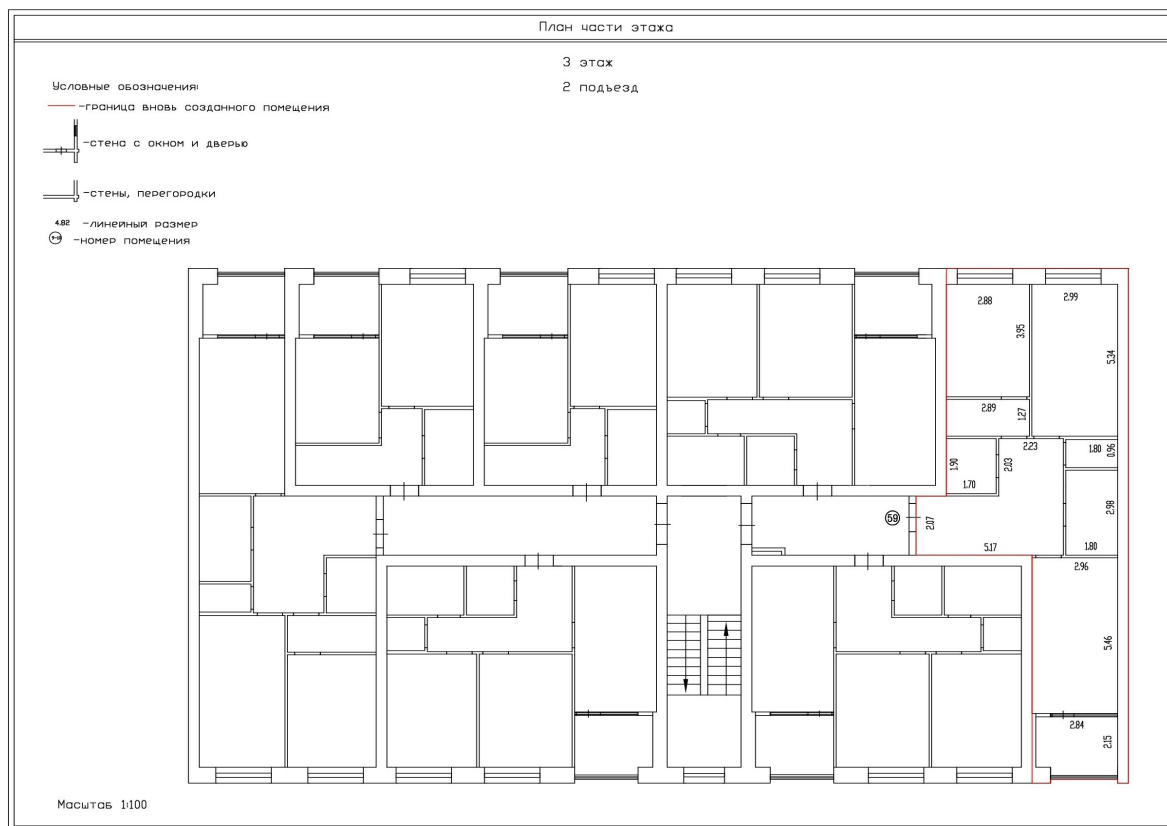 План части этажа
3 этаж
2 подъезд
Условные обозначения:
-граница вновь созданного помещения
-стена с окном и дверью
-стены, перегородки
4.82 -линейный размер
-номер помещения
2.88
2.99
3.95
5.34
2.89
1.27
2.23
1.90
2.03
1.80
0.96
1.70
59
2.07
2.98
5.17
1.80
2.96
5.46
2.84
2.15
Масштаб 1:100